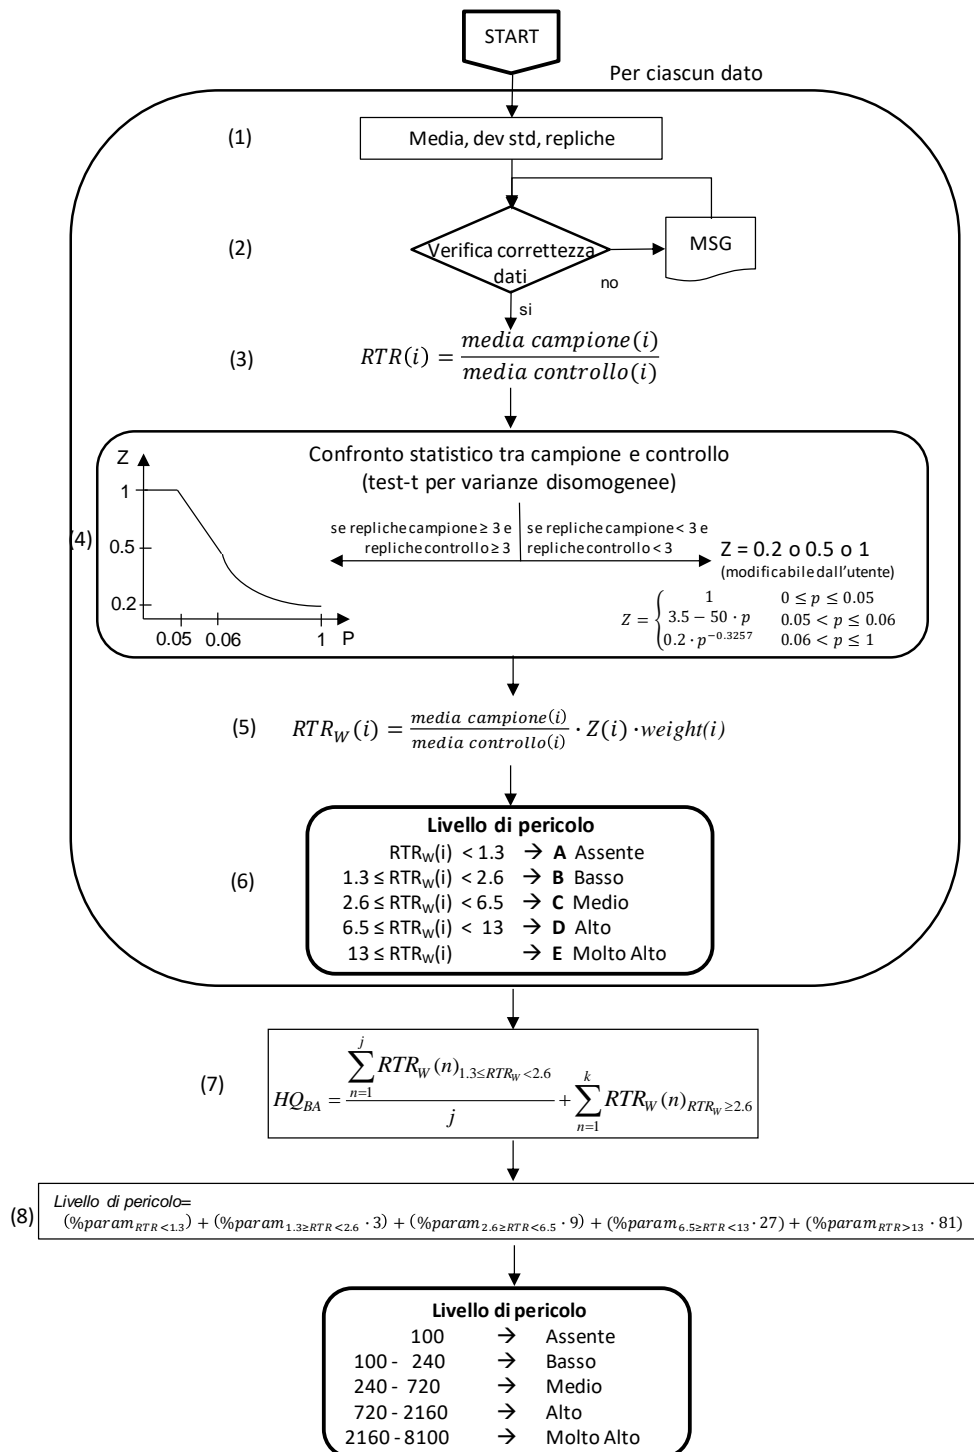 START
Per ciascun dato
(1)
Media, dev std, repliche
(2)
Verifica correttezza
dati
MSG
no
si
(3)
RTR(i) = media campione(i) / media controllo(i)
(4)
Confronto statistico tra campione e controllo
(test-t per varianze disomogenee)
Z
1
0.5
0.2
0.05 0.06 1 P
se repliche campione ≥ 3 e
repliche controllo ≥ 3
se repliche campione < 3 e
repliche controllo < 3
Z = 0.2 o 0.5 o 1
(modificabile dall'utente)
Z = { 1 0 ≤ p ≤ 0.05
3.5 − 50 · p 0.05 < p ≤ 0.06
0.2 · p^−0.3257 0.06 < p ≤ 1
(5)
RTR_W(i) = media campione(i) / media controllo(i) · Z(i) · weight(i)
(6)
Livello di pericolo
RTR_W(i) < 1.3 → A Assente
1.3 ≤ RTR_W(i) < 2.6 → B Basso
2.6 ≤ RTR_W(i) < 6.5 → C Medio
6.5 ≤ RTR_W(i) < 13 → D Alto
13 ≤ RTR_W(i) → E Molto Alto
(7)
HQ_BA = ∑_{n=1}^{j} RTR_W(n)_{1.3≤RTR_W<2.6} / j + ∑_{n=1}^{k} RTR_W(n)_{RTR_W≥2.6}
(8)
Livello di pericolo=
(%param_{RTR<1.3}) + (%param_{1.3≥RTR<2.6} · 3) + (%param_{2.6≥RTR<6.5} · 9) + (%param_{6.5≥RTR<13} · 27) + (%param_{RTR>13} · 81)
Livello di pericolo
100 → Assente
100 - 240 → Basso
240 - 720 → Medio
720 - 2160 → Alto
2160 - 8100 → Molto Alto